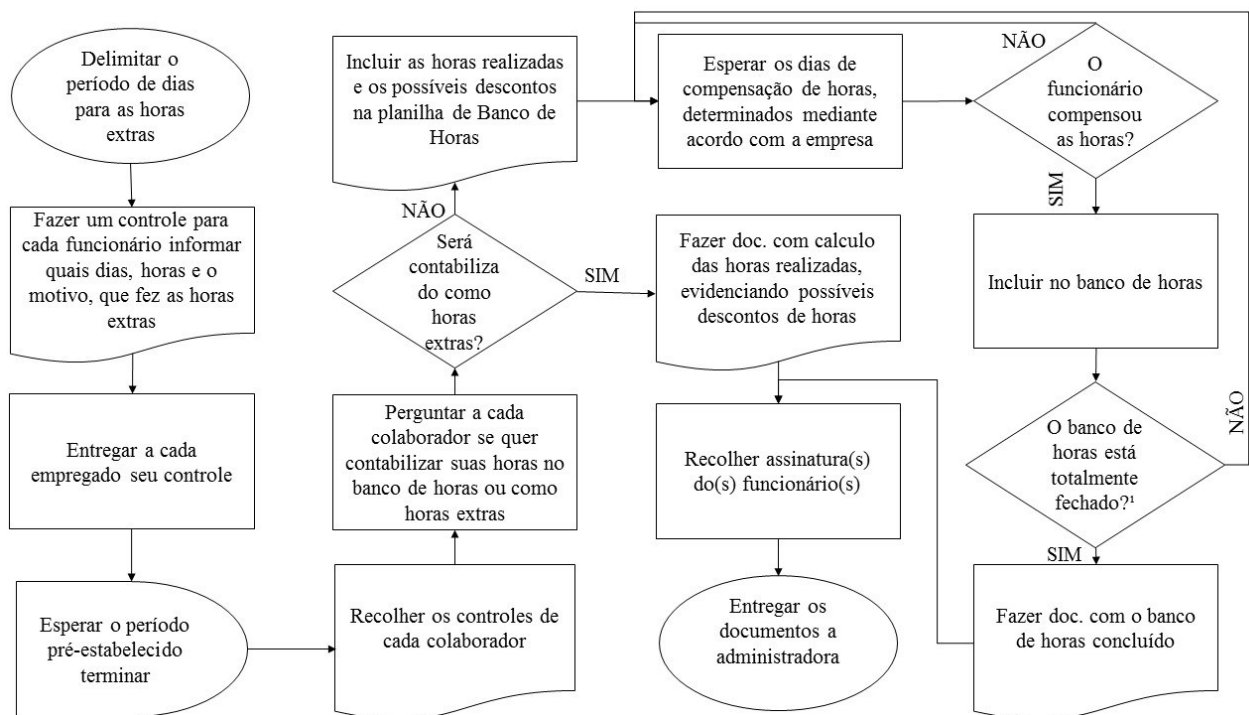 Delimitar o
período de dias
para as horas
extras
Fazer um controle para
cada funcionário informar
quais dias, horas e o
motivo, que fez as horas
extras
Entregar a cada
empregado seu controle
Esperar o período
pré-estabelecido
terminar
Recolher os controles de
cada colaborador
Perguntar a cada
colaborador se quer
contabilizar suas horas no
banco de horas ou como
horas extras
Será
contabiliza
do como
horas
extras?
NÃO
SIM
Incluir as horas realizadas
e os possíveis descontos
na planilha de Banco de
Horas
Esperar os dias de
compensação de horas,
determinados mediante
acordo com a empresa
NÃO
O
funcionário
compensou
as horas?
SIM
Incluir no banco de horas
O banco de
horas está
totalmente
fechado?¹
NÃO
SIM
Fazer doc. com o banco
de horas concluído
Fazer doc. com calculo
das horas realizadas,
evidenciando possíveis
descontos de horas
Recolher assinatura(s)
do(s) funcionário(s)
Entregar os
documentos a
administradora